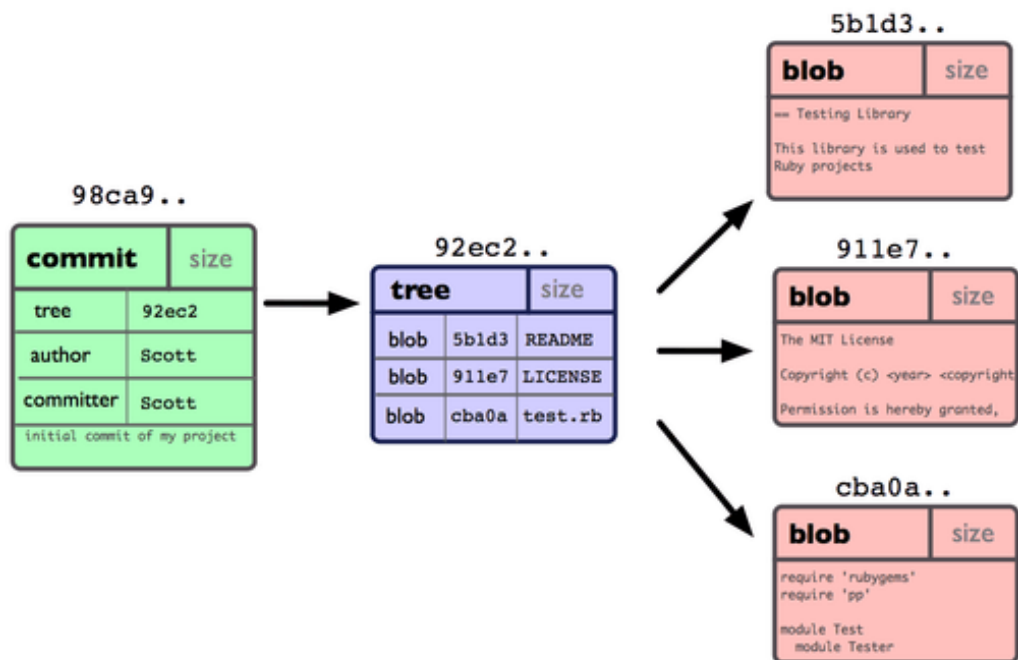 98ca9..
commit size
tree 92ec2
author Scott
committer Scott
initial commit of my project
92ec2..
tree size
blob 5b1d3 README
blob 911e7 LICENSE
blob cba0a test.rb
5b1d3..
blob size
== Testing Library
This library is used to test
Ruby projects
911e7..
blob size
The MIT License
Copyright (c) <year> <copyright
Permission is hereby granted,
cba0a..
blob size
require 'rubygems'
require 'pp'
module Test
module Tester